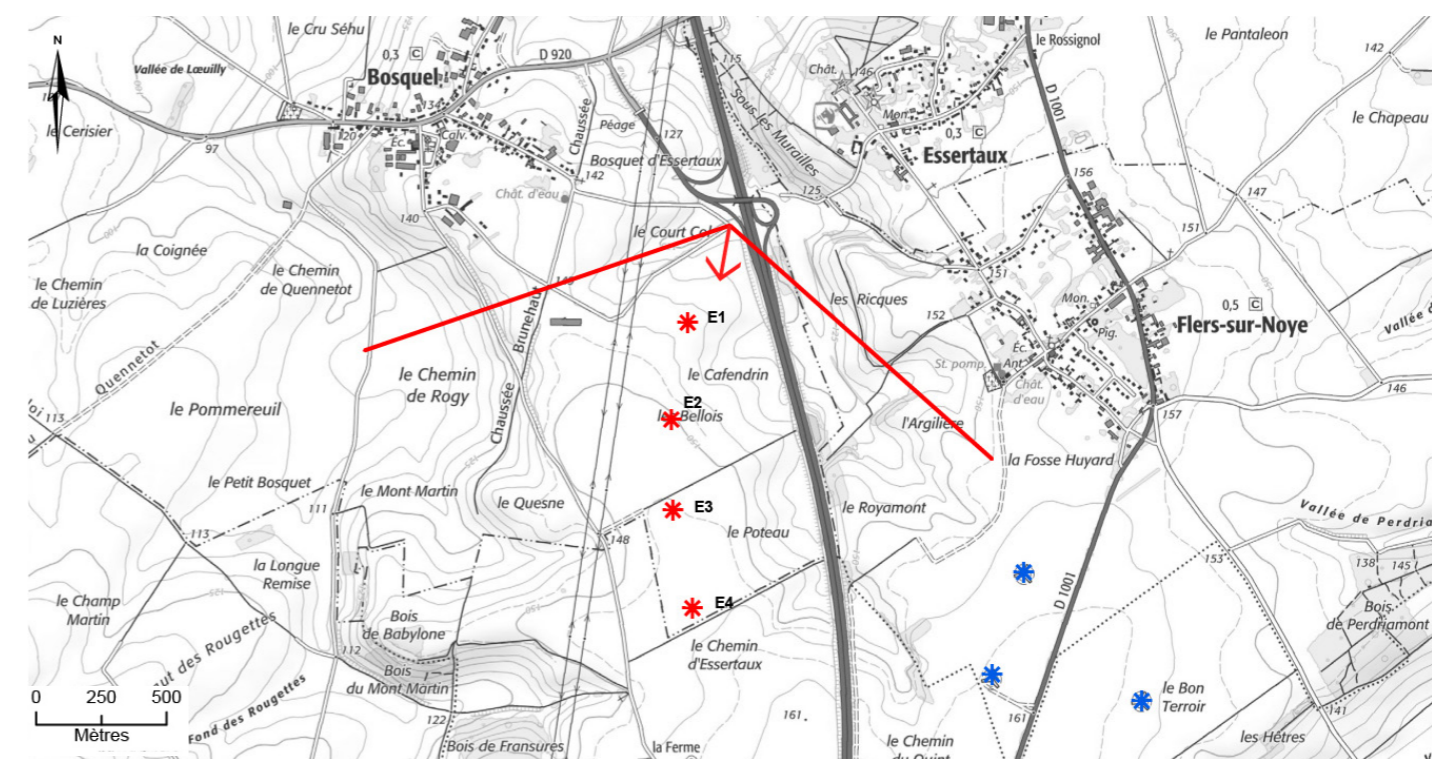 le Cru Séhu
le Rossignol
le Pantaleon
N
0,3 C
D 920
142
Vallée de Lœuilly
Bosquel
115
Chât.
146
D 1001
134
Chaussée
Sous les Murailles
le Cerisier
120
Péage
127
Mon.
0,3 C
le Chapeau
97
Éc.
Calv.
Bosquet d'Essertaux
Essertaux
142
125
156
147
Chât. d'eau
140
le Court Col
151
la Coignée
le Chemin
de Quennetot
151
le Chemin
de Luzières
les Ricques
Mon.
0,5 C
152
E1
Pig.
Flers-sur-Noye
Brunehaut
St. pomp.
Éc.
Ant.
Quennetot
le Chemin
de Rogy
le Cafendrin
Chât.
d'eau
146
le Pommereuil
E2
Bellois
157
113
Chaussée
l'Argilière
la Fosse Huyard
le Petit Bosquet
le Mont Martin
le Quesne
E3
le Royamont
111
le Poteau
Vallée de Perdria
113
148
153
la Longue
Remise
138
145
le Champ
Martin
Bois
de Babylone
E4
D 1001
Bois
de Perdriamont
112
le Chemin
d'Essertaux
Bois
du Mont Martin
le Bon
Terroir
0 250 500
Mètres
Fond des Rougettes
122
161
161
141
Bois de Fransures
la Ferme
le Chemin
les Hêtres